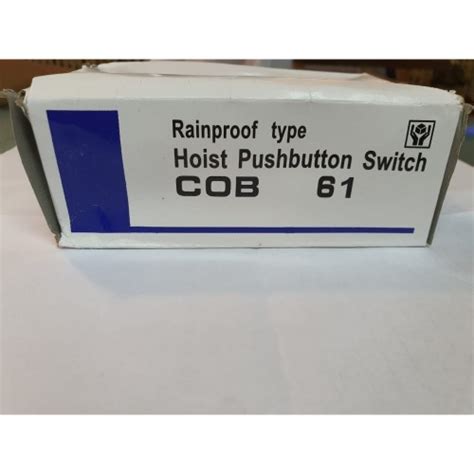 Rainproof type
Hoist Pushbutton Switch
COB 61